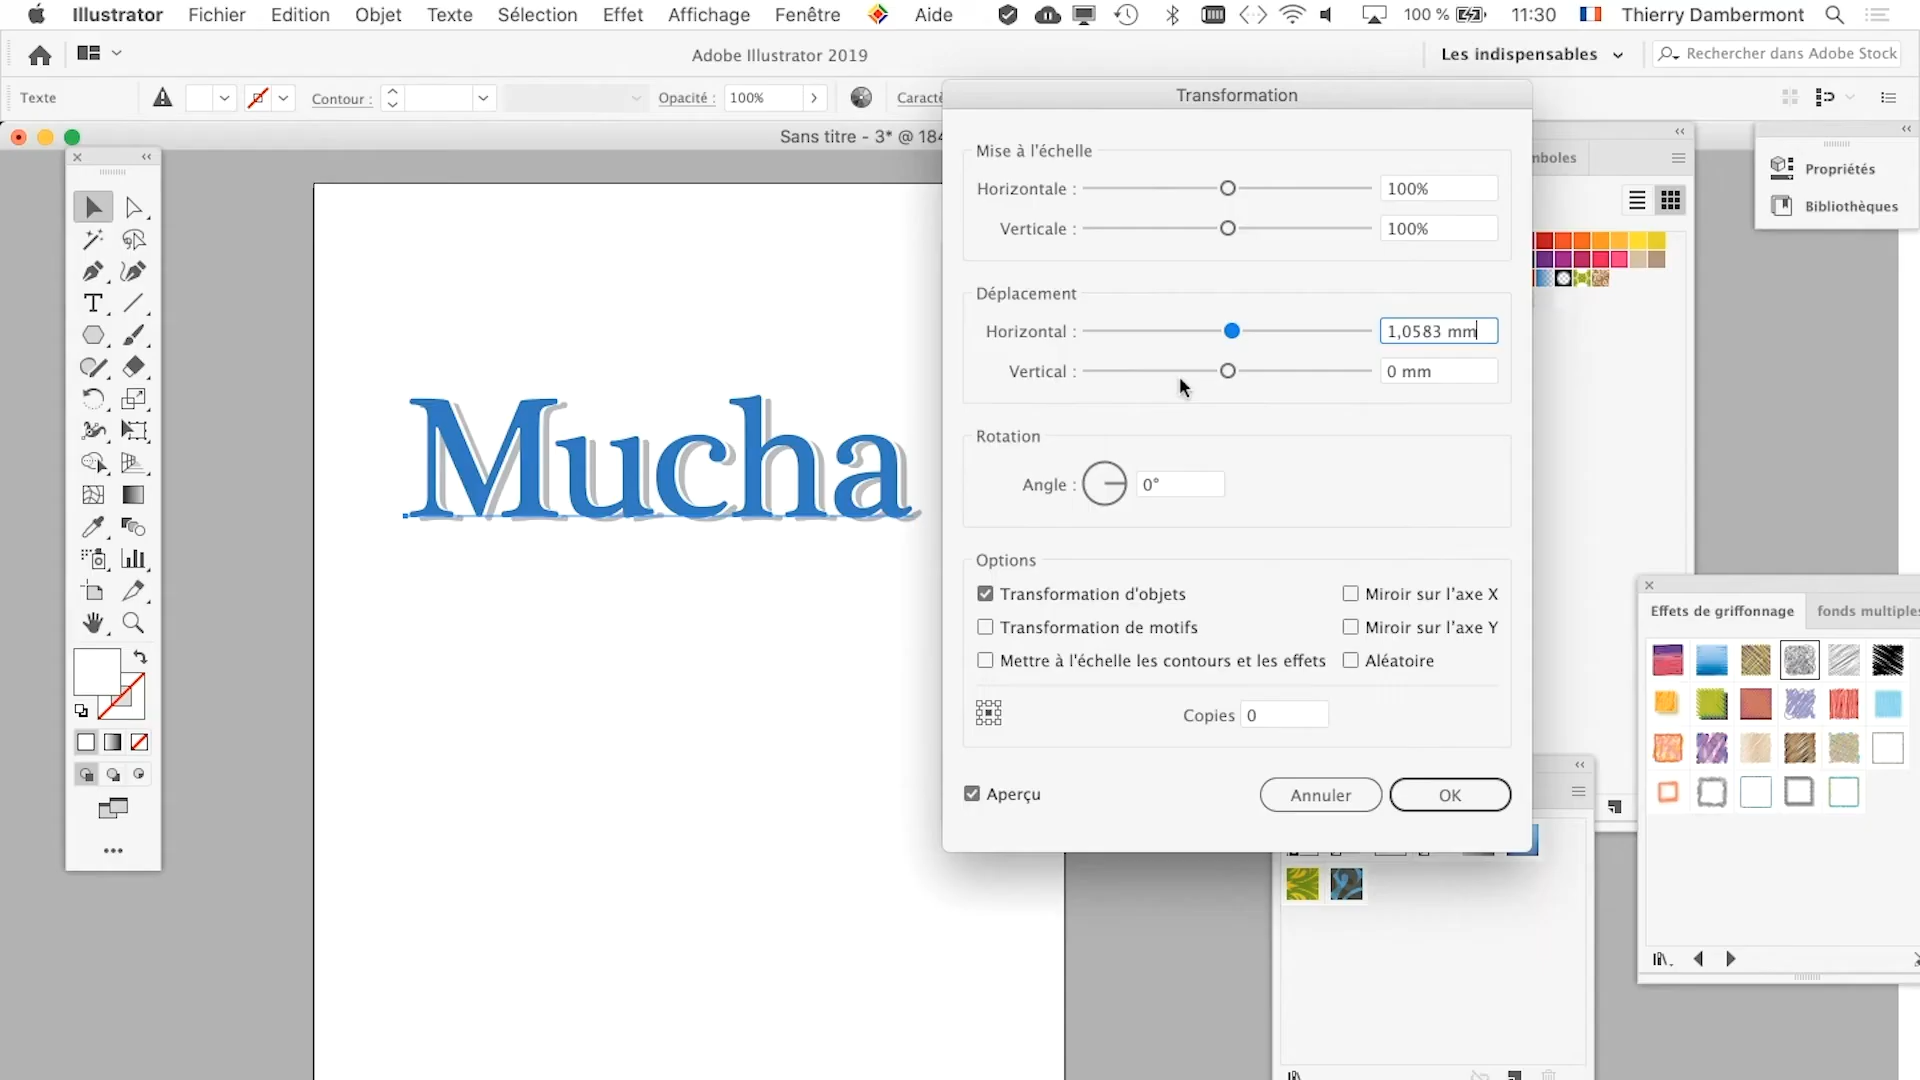 Illustrator Fichier Edition Objet Texte Sélection Effet Affichage Fenêtre Aide 100 % 11:30 Thierry Dambermont
Adobe Illustrator 2019
Les indispensables
Rechercher dans Adobe Stock
Texte
Contour :
Opacité : 100%
Transformation
Sans titre - 3* @
Mise à l'échelle
Horizontale : 100%
Verticale : 100%
Déplacement
Horizontal : 1,0583 mm
Vertical : 0 mm
Rotation
Angle : 0°
Options
Transformation d'objets
Miroir sur l'axe X
Transformation de motifs
Miroir sur l'axe Y
Mettre à l'échelle les contours et les effets
Aléatoire
Copies 0
Aperçu
Annuler
OK
Mucha
Propriétés
Bibliothèques
Effets de griffonnage
fonds multiples